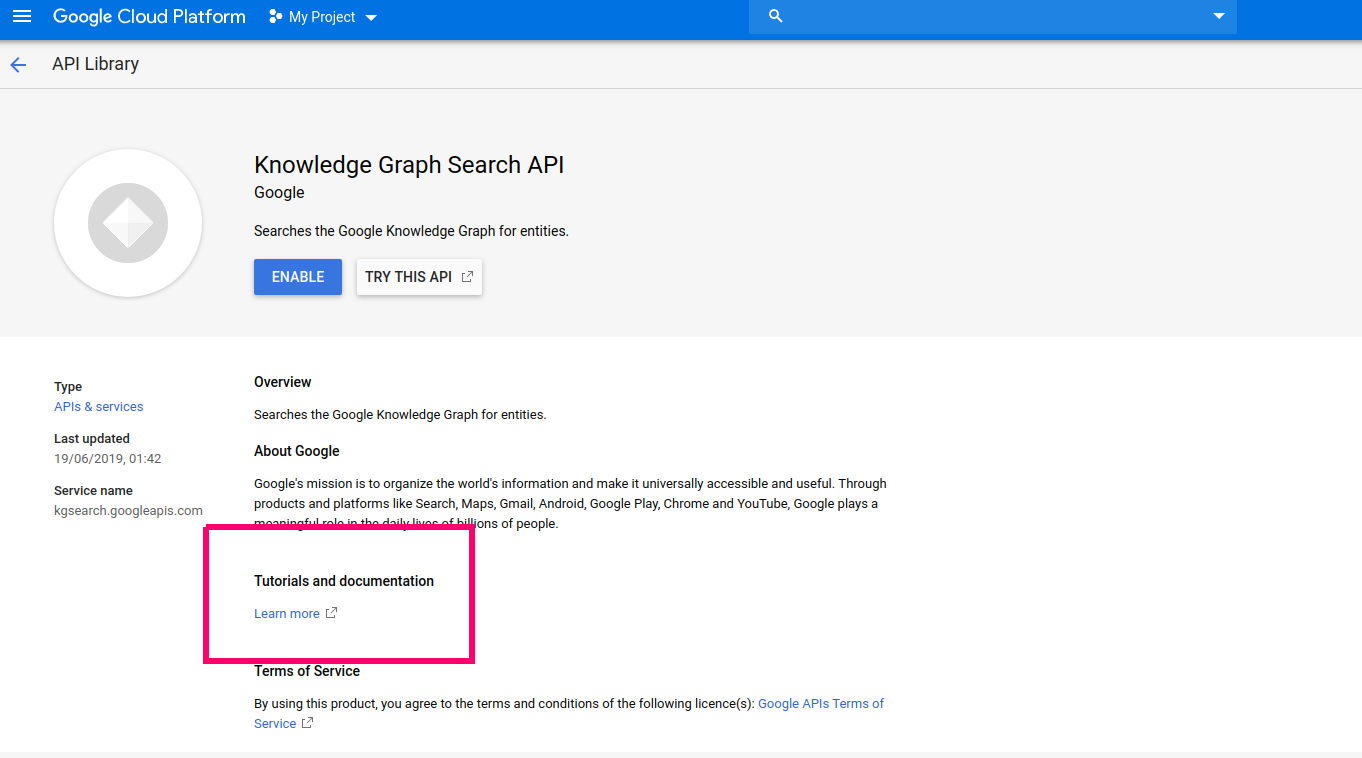 Google Cloud Platform
My Project
API Library
Knowledge Graph Search API
Google
Searches the Google Knowledge Graph for entities.
ENABLE
TRY THIS API
Type
APIs & services
Last updated
19/06/2019, 01:42
Service name
kgsearch.googleapis.com
Overview
Searches the Google Knowledge Graph for entities.
About Google
Google's mission is to organize the world's information and make it universally accessible and useful. Through
products and platforms like Search, Maps, Gmail, Android, Google Play, Chrome and YouTube, Google plays a
meaningful role in the daily lives of billions of people.
Tutorials and documentation
Learn more
Terms of Service
By using this product, you agree to the terms and conditions of the following licence(s): Google APIs Terms of
Service